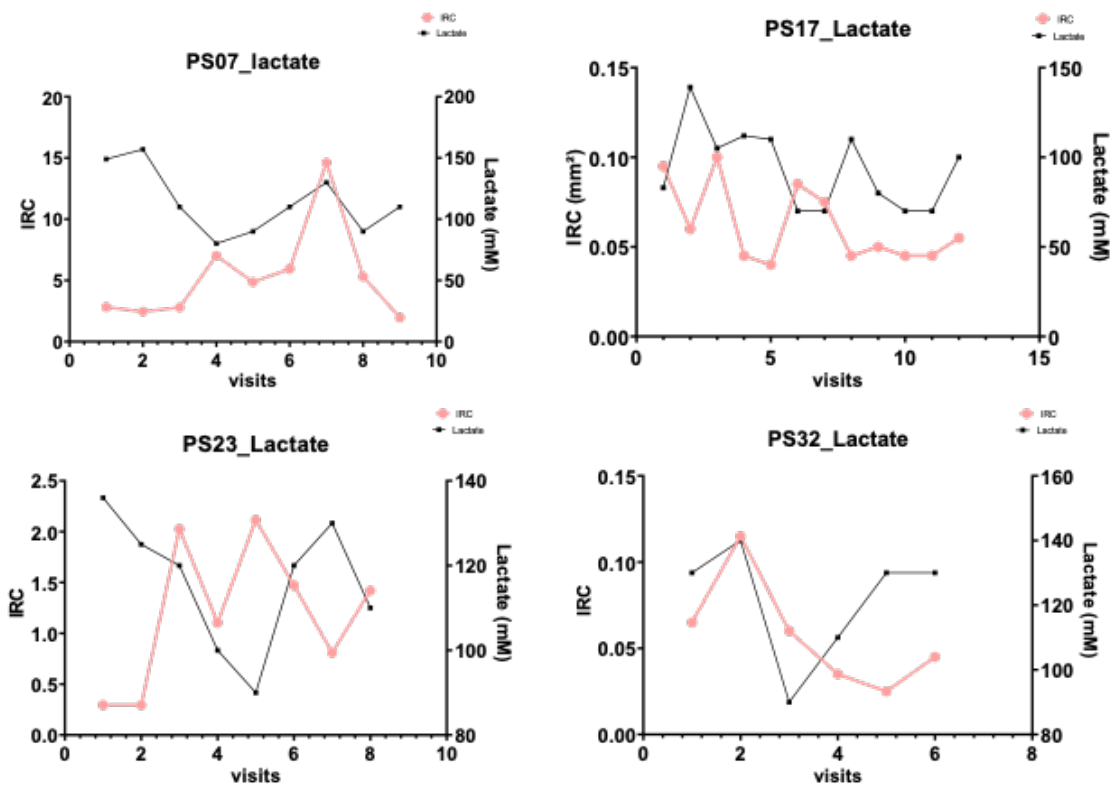 IRC
Lactate
PS07_lactate
20
15
10
5
0
IRC
200
150
100
50
0
Lactate (mM)
0 2 4 6 8 10
visits
IRC
Lactate
PS17_Lactate
0.15
0.10
0.05
0.00
IRC (mm²)
150
100
50
0
Lactate (mM)
0 5 10 15
visits
IRC
Lactate
PS23_Lactate
2.5
2.0
1.5
1.0
0.5
0.0
IRC
140
120
100
80
Lactate (mM)
0 2 4 6 8 10
visits
IRC
Lactate
PS32_Lactate
0.15
0.10
0.05
0.00
IRC
160
140
120
100
80
Lactate (mM)
0 2 4 6 8
visits